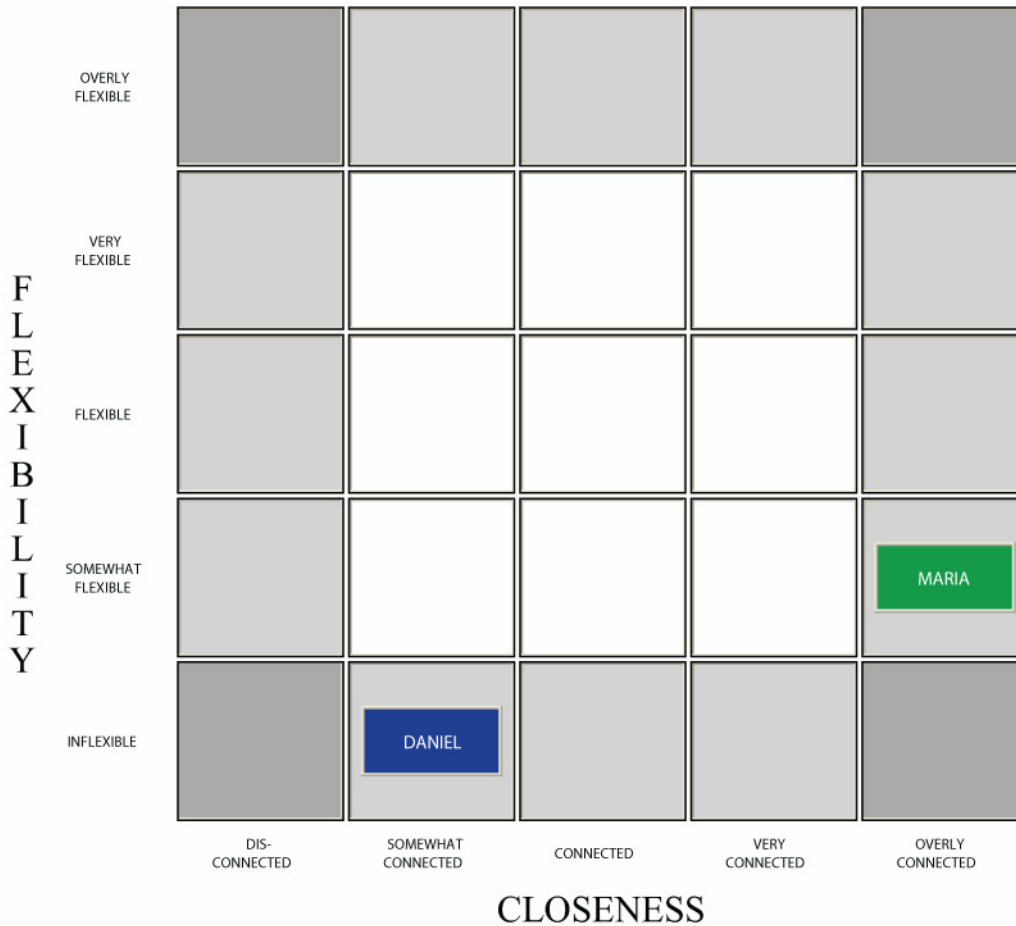 OVERLY
FLEXIBLE
VERY
FLEXIBLE
FLEXIBILITY
FLEXIBLE
SOMEWHAT
FLEXIBLE
MARIA
INFLEXIBLE
DANIEL
DIS-
CONNECTED
SOMEWHAT
CONNECTED
CONNECTED
VERY
CONNECTED
OVERLY
CONNECTED
CLOSENESS